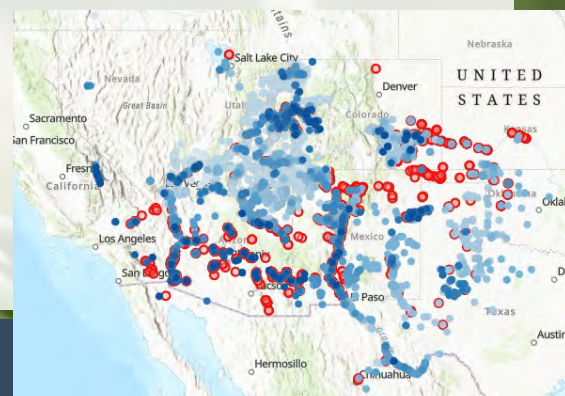 Salt Lake City
Nebraska
UNITED
STATES
Nevada
Denver
Great Basin
Utah
Colorado
Sacramento
San Francisco
Kansas
Fresno
California
Los Angeles
Mexico
San Diego
El Paso
Texas
Austin
Hermosillo
Chihuahua